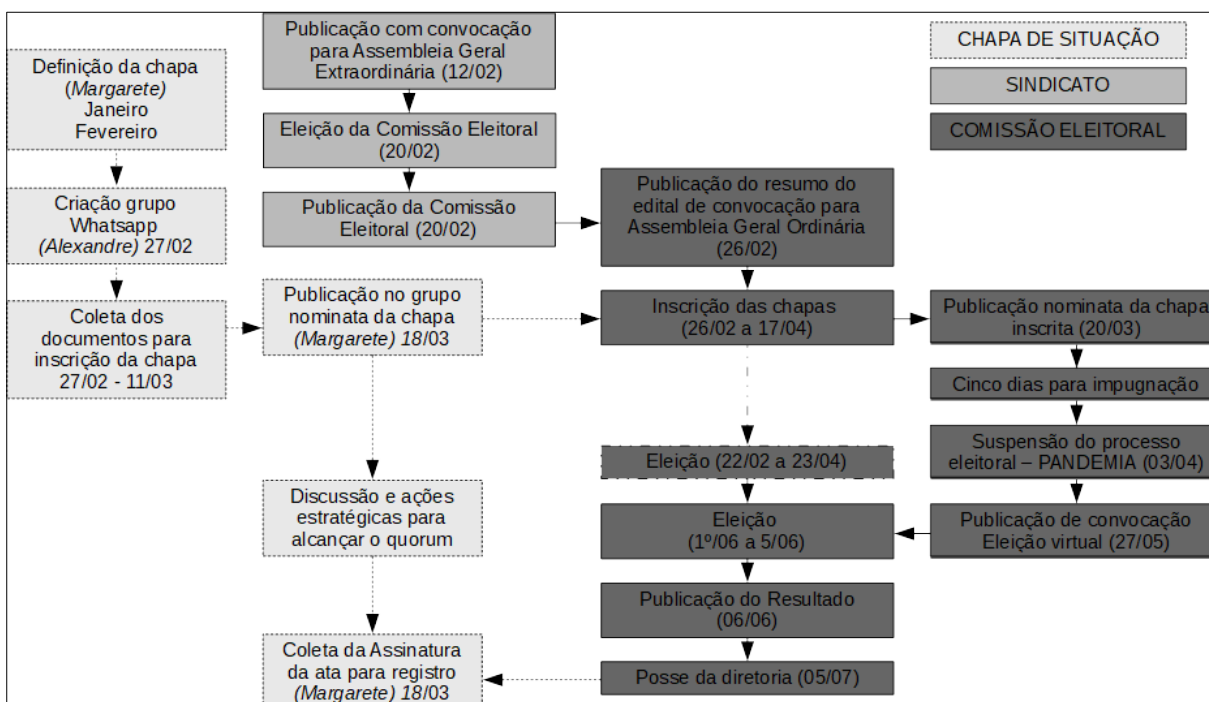 Definição da chapa
(Margarete)
Janeiro
Fevereiro
Criação grupo
Whatsapp
(Alexandre) 27/02
Coleta dos
documentos para
inscrição da chapa
27/02 - 11/03
Publicação com convocação
para Assembleia Geral
Extraordinária (12/02)
Eleição da Comissão Eleitoral
(20/02)
Publicação da Comissão
Eleitoral (20/02)
Publicação no grupo
nominata da chapa
(Margarete) 18/03
Discussão e ações
estratégicas para
alcançar o quorum
Coleta da Assinatura
da ata para registro
(Margarete) 18/03
Publicação do resumo do
edital de convocação para
Assembleia Geral Ordinária
(26/02)
Inscrição das chapas
(26/02 a 17/04)
Eleição (22/02 a 23/04)
Eleição
(1º/06 a 5/06)
Publicação do Resultado
(06/06)
Posse da diretoria (05/07)
CHAPA DE SITUAÇÃO
SINDICATO
COMISSÃO ELEITORAL
Publicação nominata da chapa
inscrita (20/03)
Cinco dias para impugnação
Suspensão do processo
eleitoral – PANDEMIA (03/04)
Publicação de convocação
Eleição virtual (27/05)